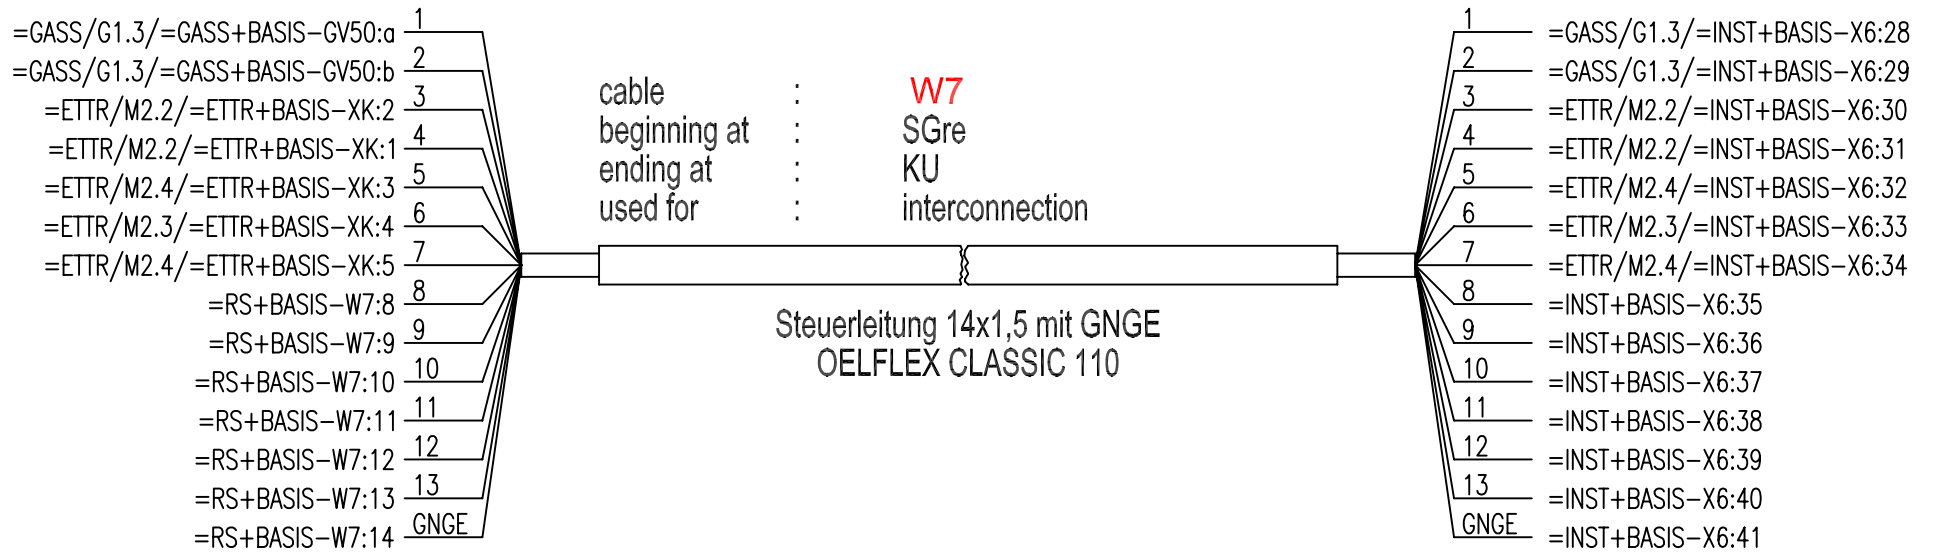 =GASS/G1.3/=GASS+BASIS-GV50:a 1
=GASS/G1.3/=GASS+BASIS-GV50:b 2
=ETTR/M2.2/=ETTR+BASIS-XK:2 3
=ETTR/M2.2/=ETTR+BASIS-XK:1 4
=ETTR/M2.4/=ETTR+BASIS-XK:3 5
=ETTR/M2.3/=ETTR+BASIS-XK:4 6
=ETTR/M2.4/=ETTR+BASIS-XK:5 7
=RS+BASIS-W7:8 8
=RS+BASIS-W7:9 9
=RS+BASIS-W7:10 10
=RS+BASIS-W7:11 11
=RS+BASIS-W7:12 12
=RS+BASIS-W7:13 13
=RS+BASIS-W7:14 GNGE
cable : W7
beginning at : SGre
ending at : KU
used for : interconnection
Steuerleitung 14x1,5 mit GNGE
OELFLEX CLASSIC 110
1 =GASS/G1.3/=INST+BASIS-X6:28
2 =GASS/G1.3/=INST+BASIS-X6:29
3 =ETTR/M2.2/=INST+BASIS-X6:30
4 =ETTR/M2.2/=INST+BASIS-X6:31
5 =ETTR/M2.4/=INST+BASIS-X6:32
6 =ETTR/M2.3/=INST+BASIS-X6:33
7 =ETTR/M2.4/=INST+BASIS-X6:34
8 =INST+BASIS-X6:35
9 =INST+BASIS-X6:36
10 =INST+BASIS-X6:37
11 =INST+BASIS-X6:38
12 =INST+BASIS-X6:39
13 =INST+BASIS-X6:40
GNGE =INST+BASIS-X6:41